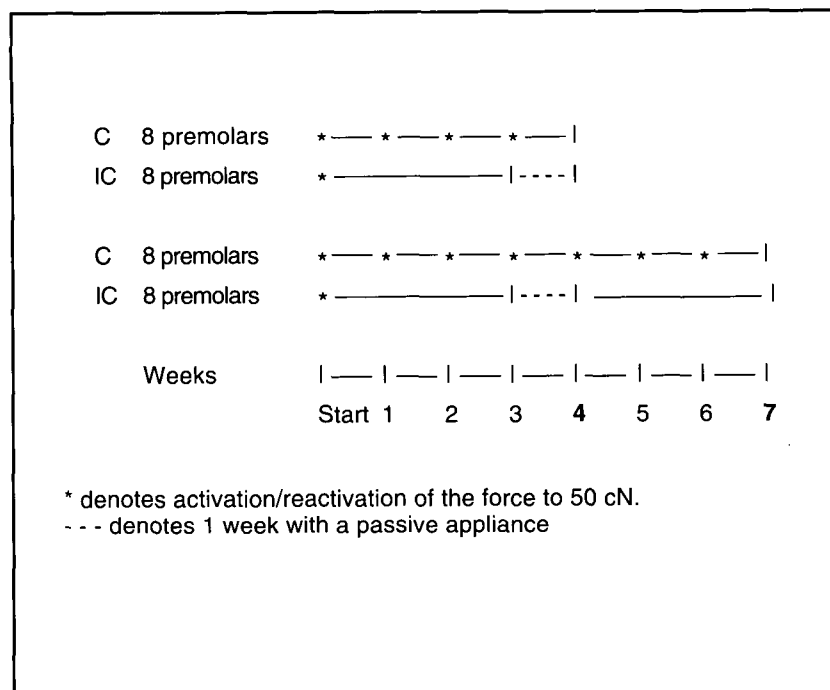 C 8 premolars *——*——*——*——|
IC 8 premolars *————————|----|
C 8 premolars *——*——*——*——*——*——*——|
IC 8 premolars *————————|----| ————————|
Weeks |——|——|——|——|——|——|——|
Start 1 2 3 4 5 6 7
* denotes activation/reactivation of the force to 50 cN.
- - - denotes 1 week with a passive appliance